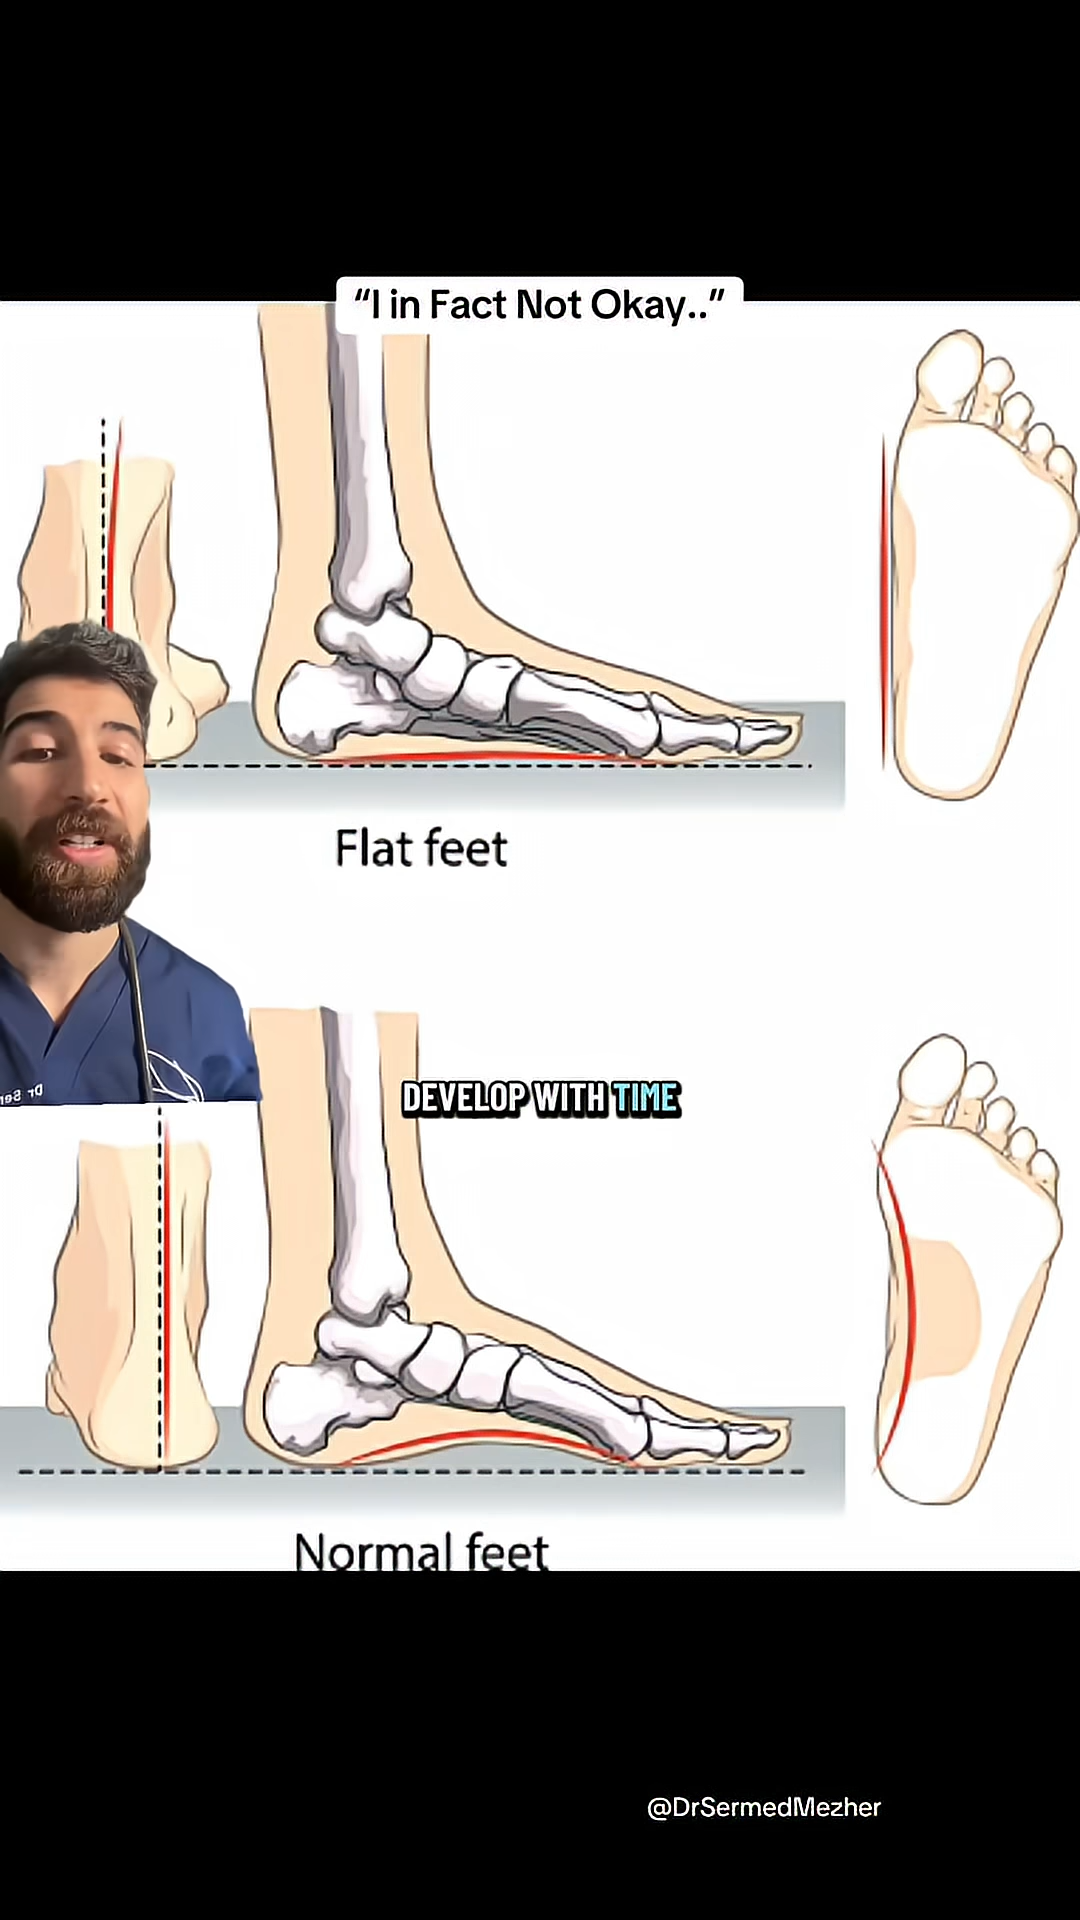 “I in Fact Not Okay..”
Flat feet
DEVELOP WITH TIME
Normal feet
@DrSermedMezher